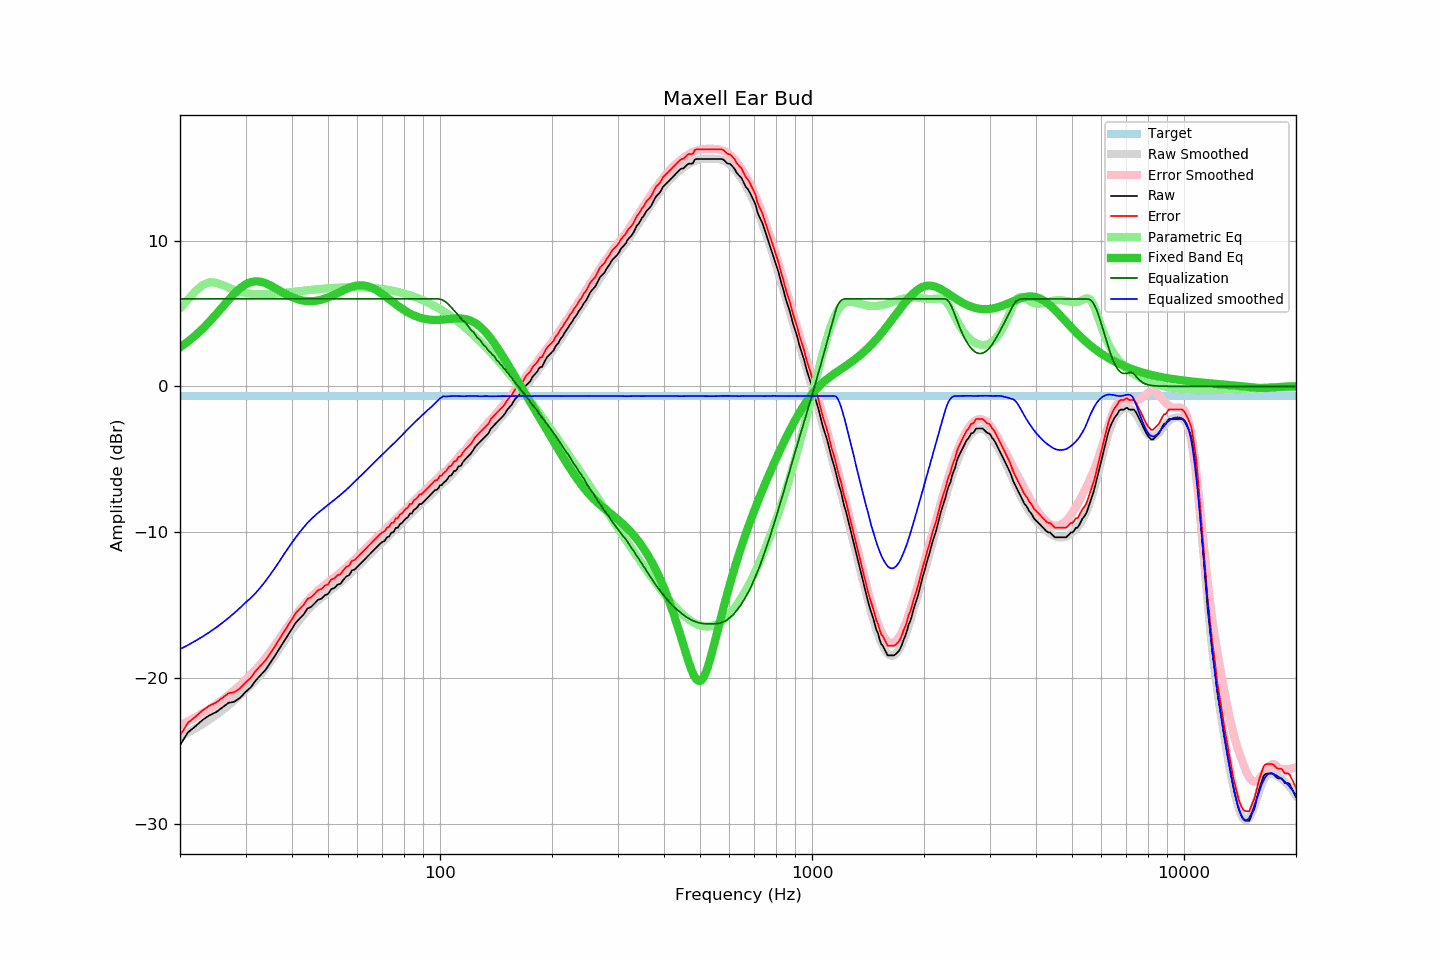 Maxell Ear Bud
Target
Raw Smoothed
Error Smoothed
Raw
Error
Parametric Eq
Fixed Band Eq
Equalization
Equalized smoothed
Amplitude (dBr)
10
0
−10
−20
−30
100
1000
10000
Frequency (Hz)